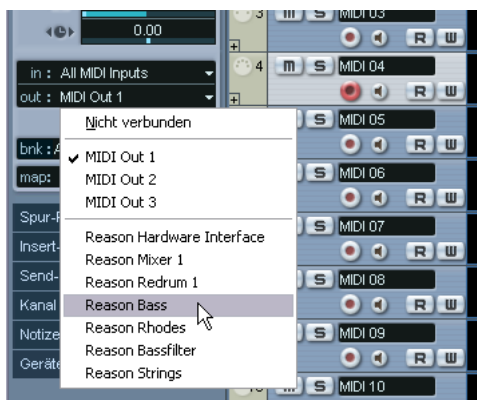 3 m S MIDI 03
0.00
R W
in : All MIDI Inputs
4 m S MIDI 04
out : MIDI Out 1
R W
Nicht verbunden
S MIDI 05
bnk :
R W
✓ MIDI Out 1
map:
MIDI Out 2
S MIDI 06
MIDI Out 3
R W
Spur-
S MIDI 07
Reason Hardware Interface
Insert-
R W
Reason Mixer 1
Send-
Reason Redrum 1
S MIDI 08
Kanal
Reason Bass
R W
Notize
Reason Rhodes
S MIDI 09
Reason Bassfilter
R W
Geräte
Reason Strings
MIDI 10